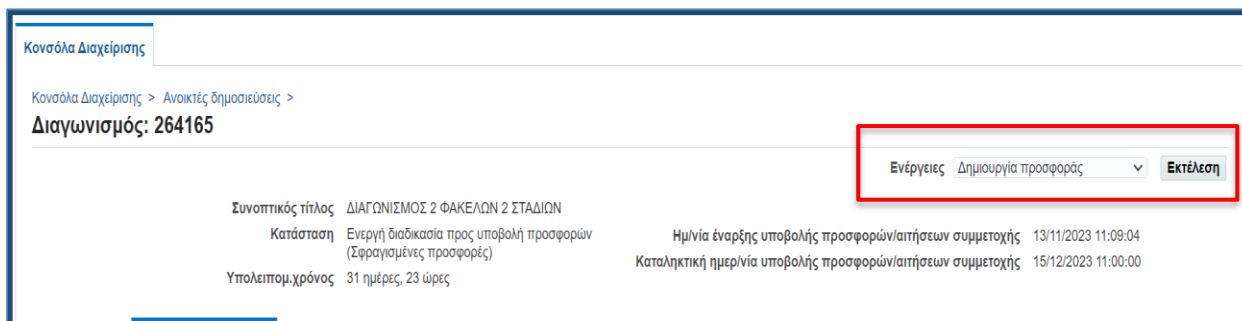 Κονσόλα Διαχείρισης
Κονσόλα Διαχείρισης > Ανοικτές δημοσιεύσεις >
Διαγωνισμός: 264165
Ενέργειες Δημιουργία προσφοράς Εκτέλεση
Συνοπτικός τίτλος ΔΙΑΓΩΝΙΣΜΟΣ 2 ΦΑΚΕΛΩΝ 2 ΣΤΑΔΙΩΝ
Κατάσταση Ενεργή διαδικασία προς υποβολή προσφορών
(Σφραγισμένες προσφορές)
Υπολειπομ.χρόνος 31 ημέρες, 23 ώρες
Ημ/νία έναρξης υποβολής προσφορών/αιτήσεων συμμετοχής 13/11/2023 11:09:04
Καταληκτική ημερ/νία υποβολής προσφορών/αιτήσεων συμμετοχής 15/12/2023 11:00:00